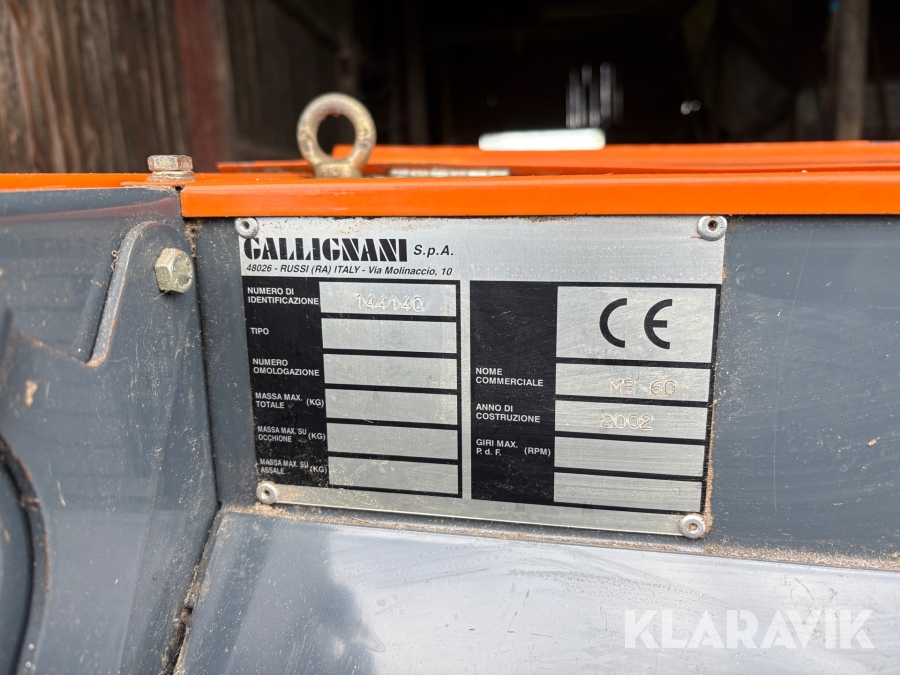 GALLIGNANI S.p.A.
48026 - RUSSI (RA) ITALY - Via Molinaccio, 10
NUMERO DI
IDENTIFICAZIONE
144140
TIPO
NUMERO
OMOLOGAZIONE
MASSA MAX.
TOTALE (KG)
MASSA MAX. SU
OCCHIONE (KG)
MASSA MAX. SU
ASSALE (KG)
CE
NOME
COMMERCIALE
60
ANNO DI
COSTRUZIONE
2002
GIRI MAX.
P. d. F. (RPM)
KLARAVIK